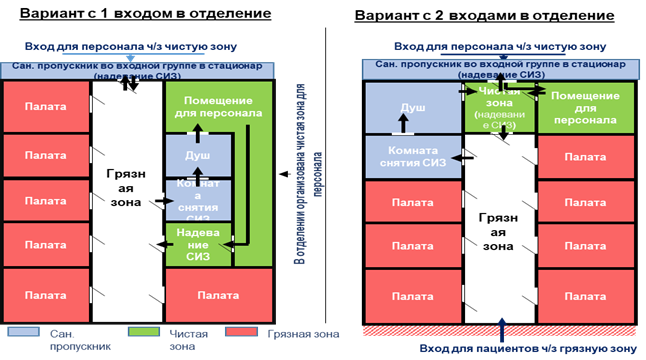 Вариант с 1 входом в отделение
Вход для персонала ч/з чистую зону
Сан. пропускник во входной группе в стационар
(надевание СИЗ)
Палата
Палата
Палата
Палата
Палата
Грязн
ая
зона
Помещение
для персонала
Душ
Комнат
а
снятия
СИЗ
Надева
ние
СИЗ
Палата
В отделении организована чистая зона для
персонала
Вариант с 2 входами в отделение
Вход для персонала ч/з чистую зону
Сан. пропускник во входной группе в стационар
(надевание СИЗ)
Душ
Комната
снятия СИЗ
Палата
Палата
Палата
Чистая
зона
(надевани
е СИЗ)
Грязн
ая
зона
Помещение
для
персонала
Палата
Палата
Палата
Палата
Вход для пациентов ч/з грязную зону
Сан.
пропускник
Чистая
зона
Грязная зона